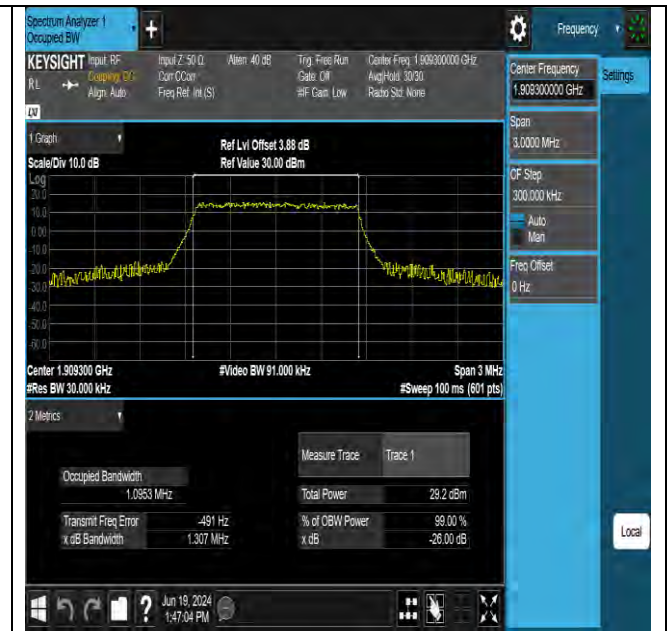 Spectrum Analyzer 1
Occupied BW
Frequency
KEYSIGHT
RL
Input: RF
Coupling: DC
Align: Auto
Input Z: 50 Ω
Corr CCorr
Freq Ref: Int (S)
Atten: 40 dB
Trig: Free Run
Gate: Off
#IF Gain: Low
Center Freq: 1.909300000 GHz
Avg|Hold: 30/30
Radio Std: None
LXI
Center Frequency
1.909300000 GHz
Settings
Span
3.0000 MHz
CF Step
300.000 kHz
Auto
Man
Freq Offset
0 Hz
1 Graph
Scale/Div 10.0 dB
Ref Lvl Offset 3.88 dB
Ref Value 30.00 dBm
Log
20.0
10.0
0.00
-10.0
-20.0
-30.0
-40.0
-50.0
-60.0
Center 1.909300 GHz
#Res BW 30.000 kHz
#Video BW 91.000 kHz
Span 3 MHz
#Sweep 100 ms (601 pts)
2 Metrics
Measure Trace
Trace 1
Occupied Bandwidth
1.0953 MHz
Total Power
29.2 dBm
Transmit Freq Error
-491 Hz
% of OBW Power
99.00 %
x dB Bandwidth
1.307 MHz
x dB
-26.00 dB
Local
?
Jun 19, 2024
1:47:04 PM